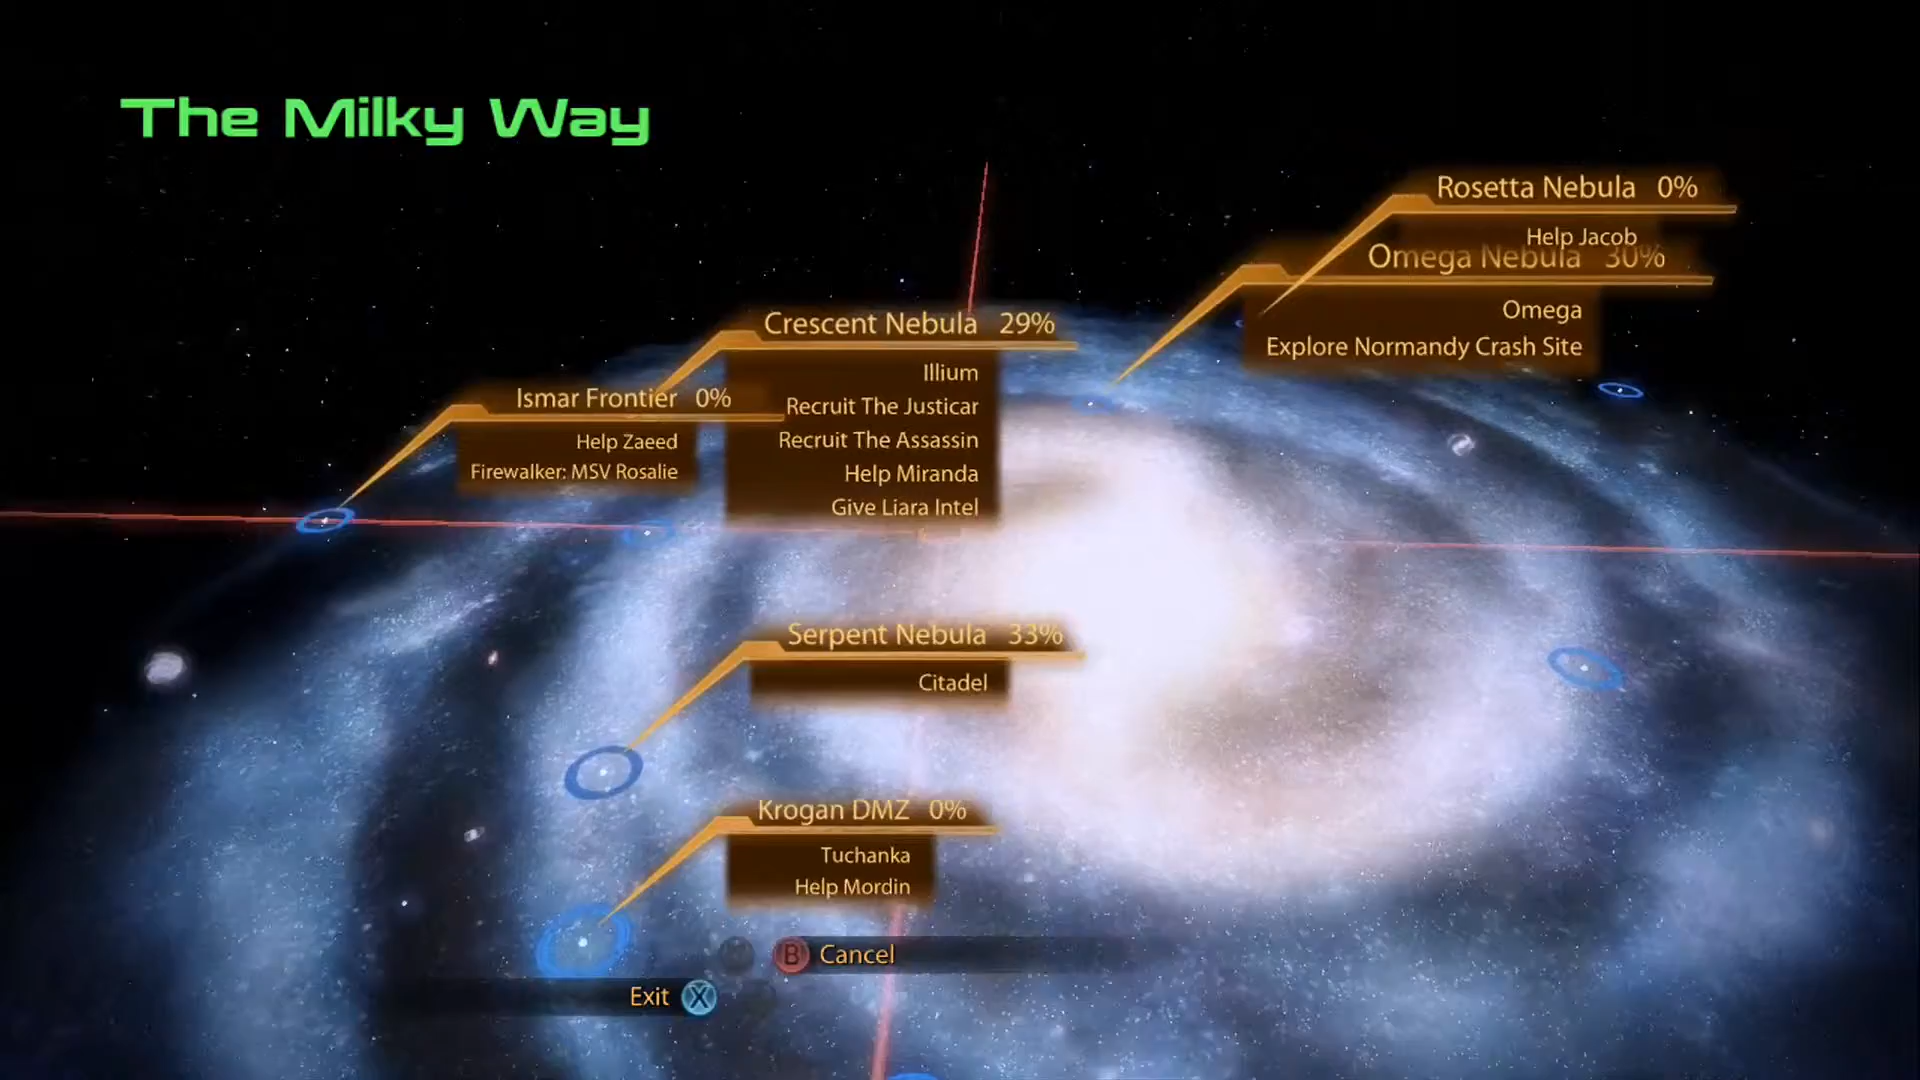 The Milky Way
Rosetta Nebula 0%
Help Jacob
Omega Nebula 30%
Omega
Explore Normandy Crash Site
Crescent Nebula 29%
Illium
Recruit The Justicar
Recruit The Assassin
Help Miranda
Give Liara Intel
Ismar Frontier 0%
Help Zaeed
Firewalker: MSV Rosalie
Serpent Nebula 33%
Citadel
Krogan DMZ 0%
Tuchanka
Help Mordin
B Cancel
Exit X